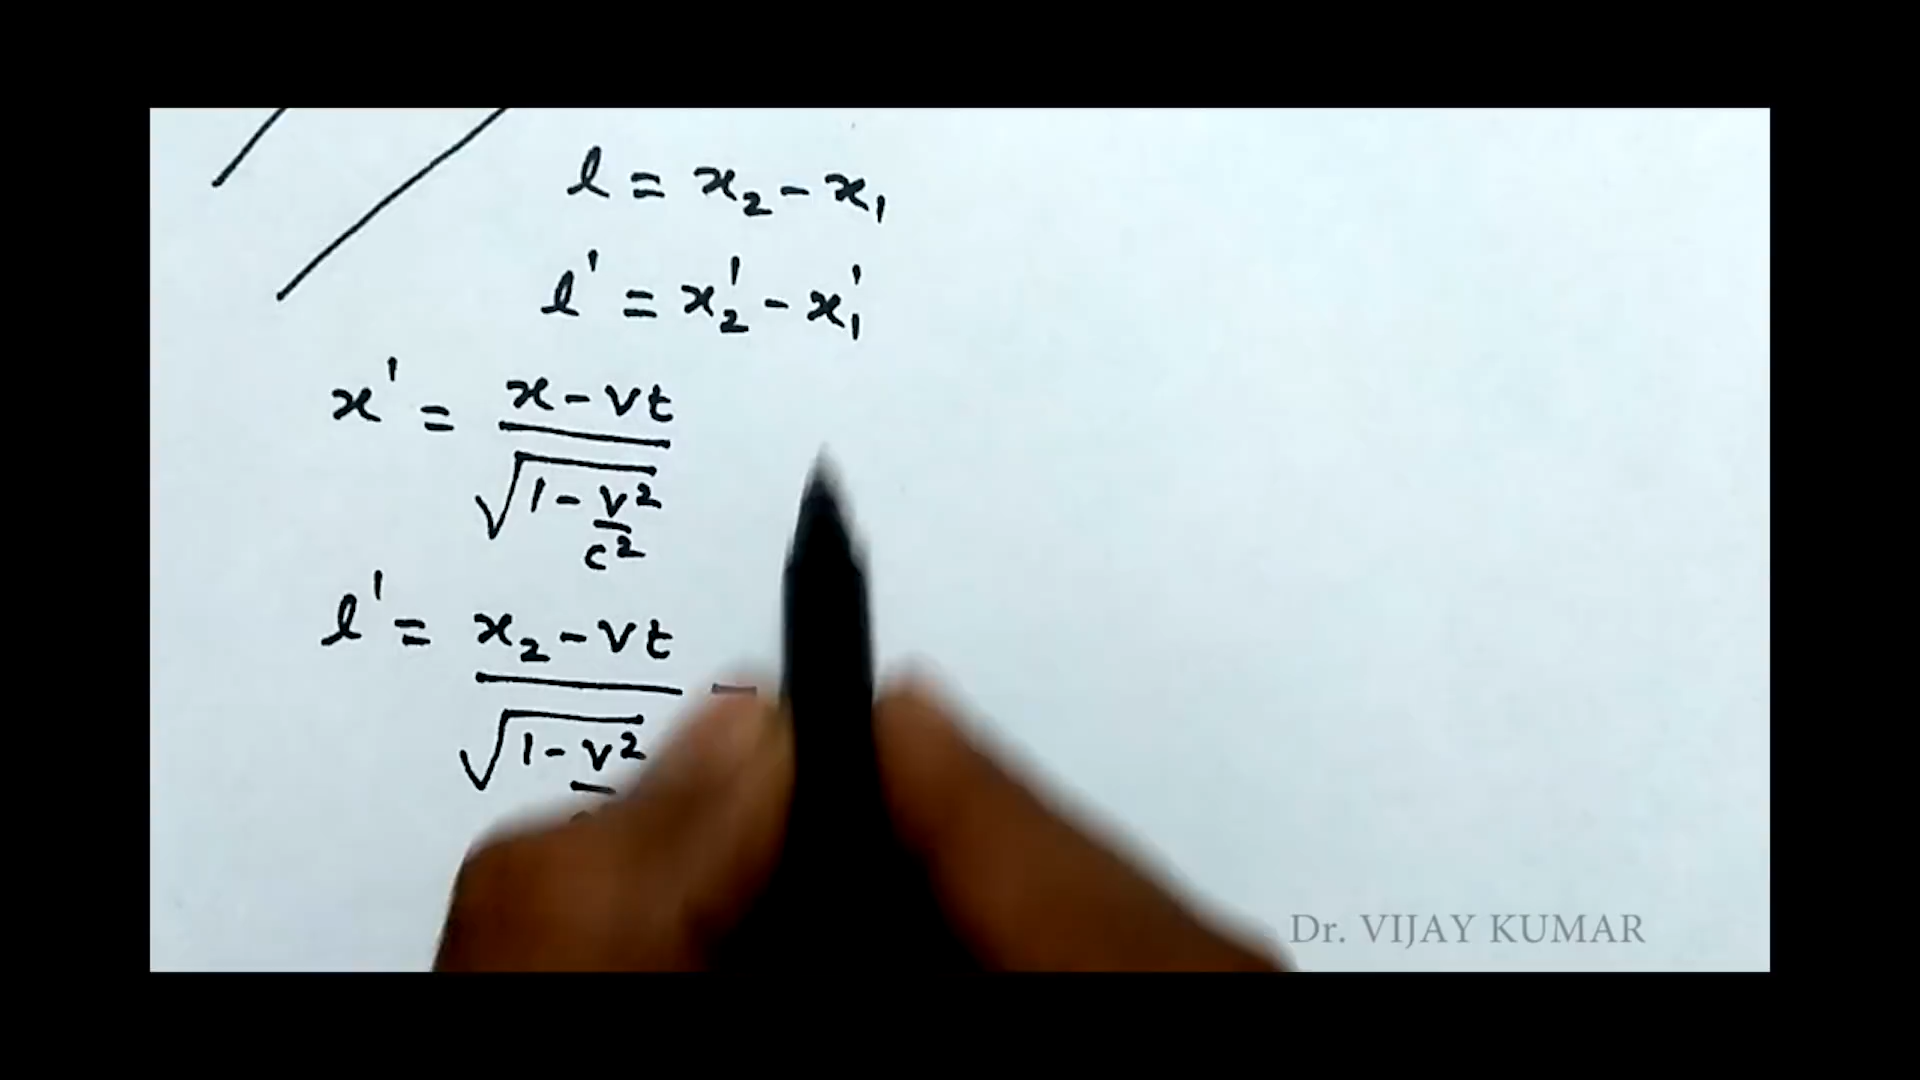 l = x₂ - x₁
l' = x₂' - x₁'
x' = (x - vt) / √(1 - v²/c²)
l' = (x₂ - vt) / √(1 - v² -
Dr. VIJAY KUMAR